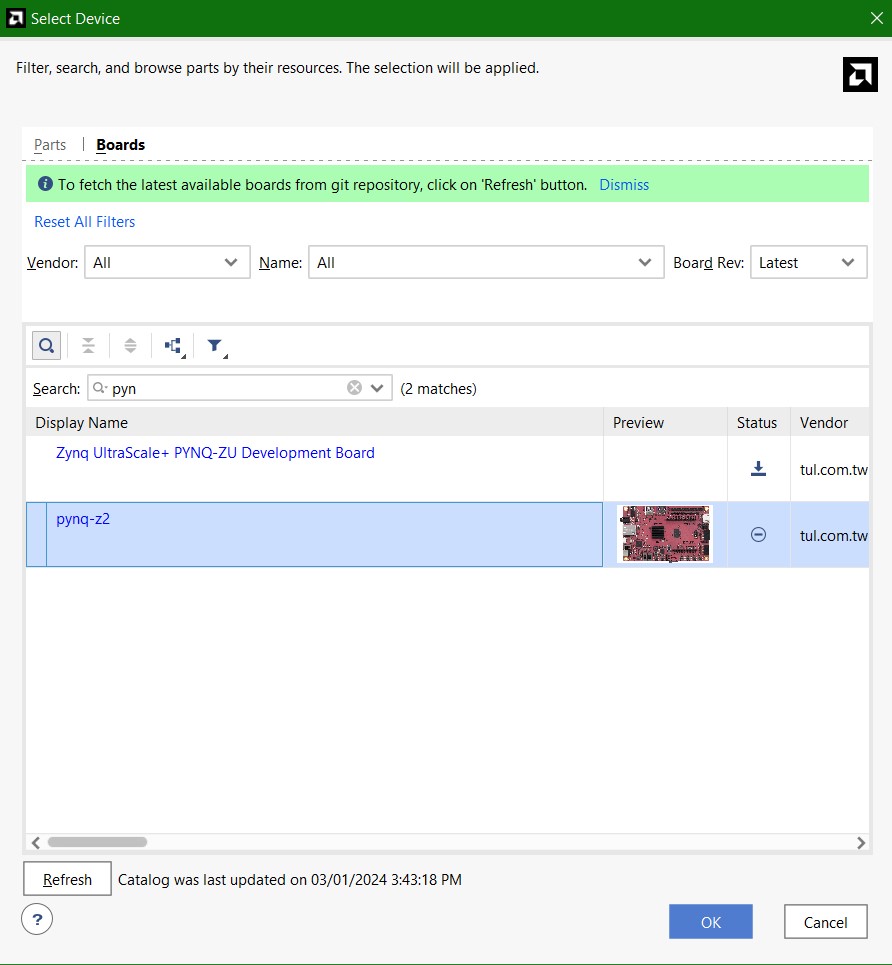 Select Device
Filter, search, and browse parts by their resources. The selection will be applied.
Parts | Boards
To fetch the latest available boards from git repository, click on 'Refresh' button. Dismiss
Reset All Filters
Vendor: All Name: All Board Rev: Latest
Search: pyn (2 matches)
Display Name Preview Status Vendor
Zynq UltraScale+ PYNQ-ZU Development Board tul.com.tw
pynq-z2 tul.com.tw
Refresh Catalog was last updated on 03/01/2024 3:43:18 PM
? OK Cancel